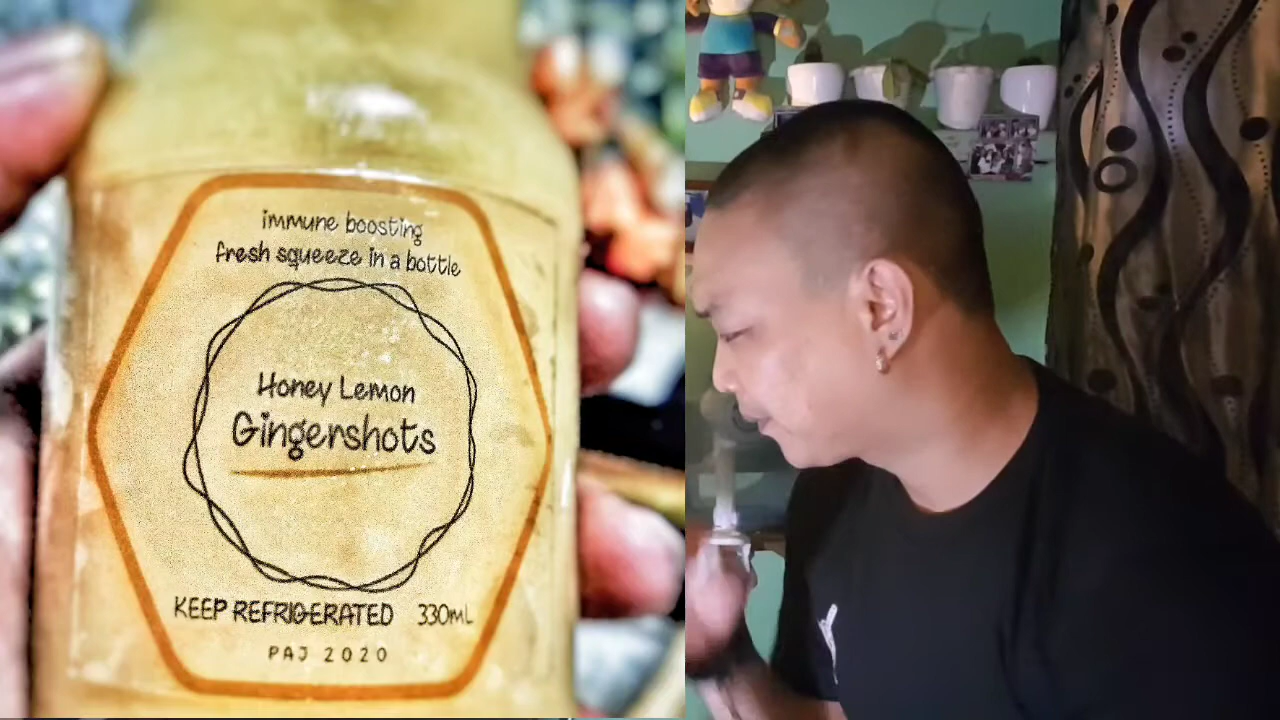 immune boosting
fresh squeeze in a bottle
Honey Lemon
Gingershots
KEEP REFRIGERATED 330mL
PAJ 2020